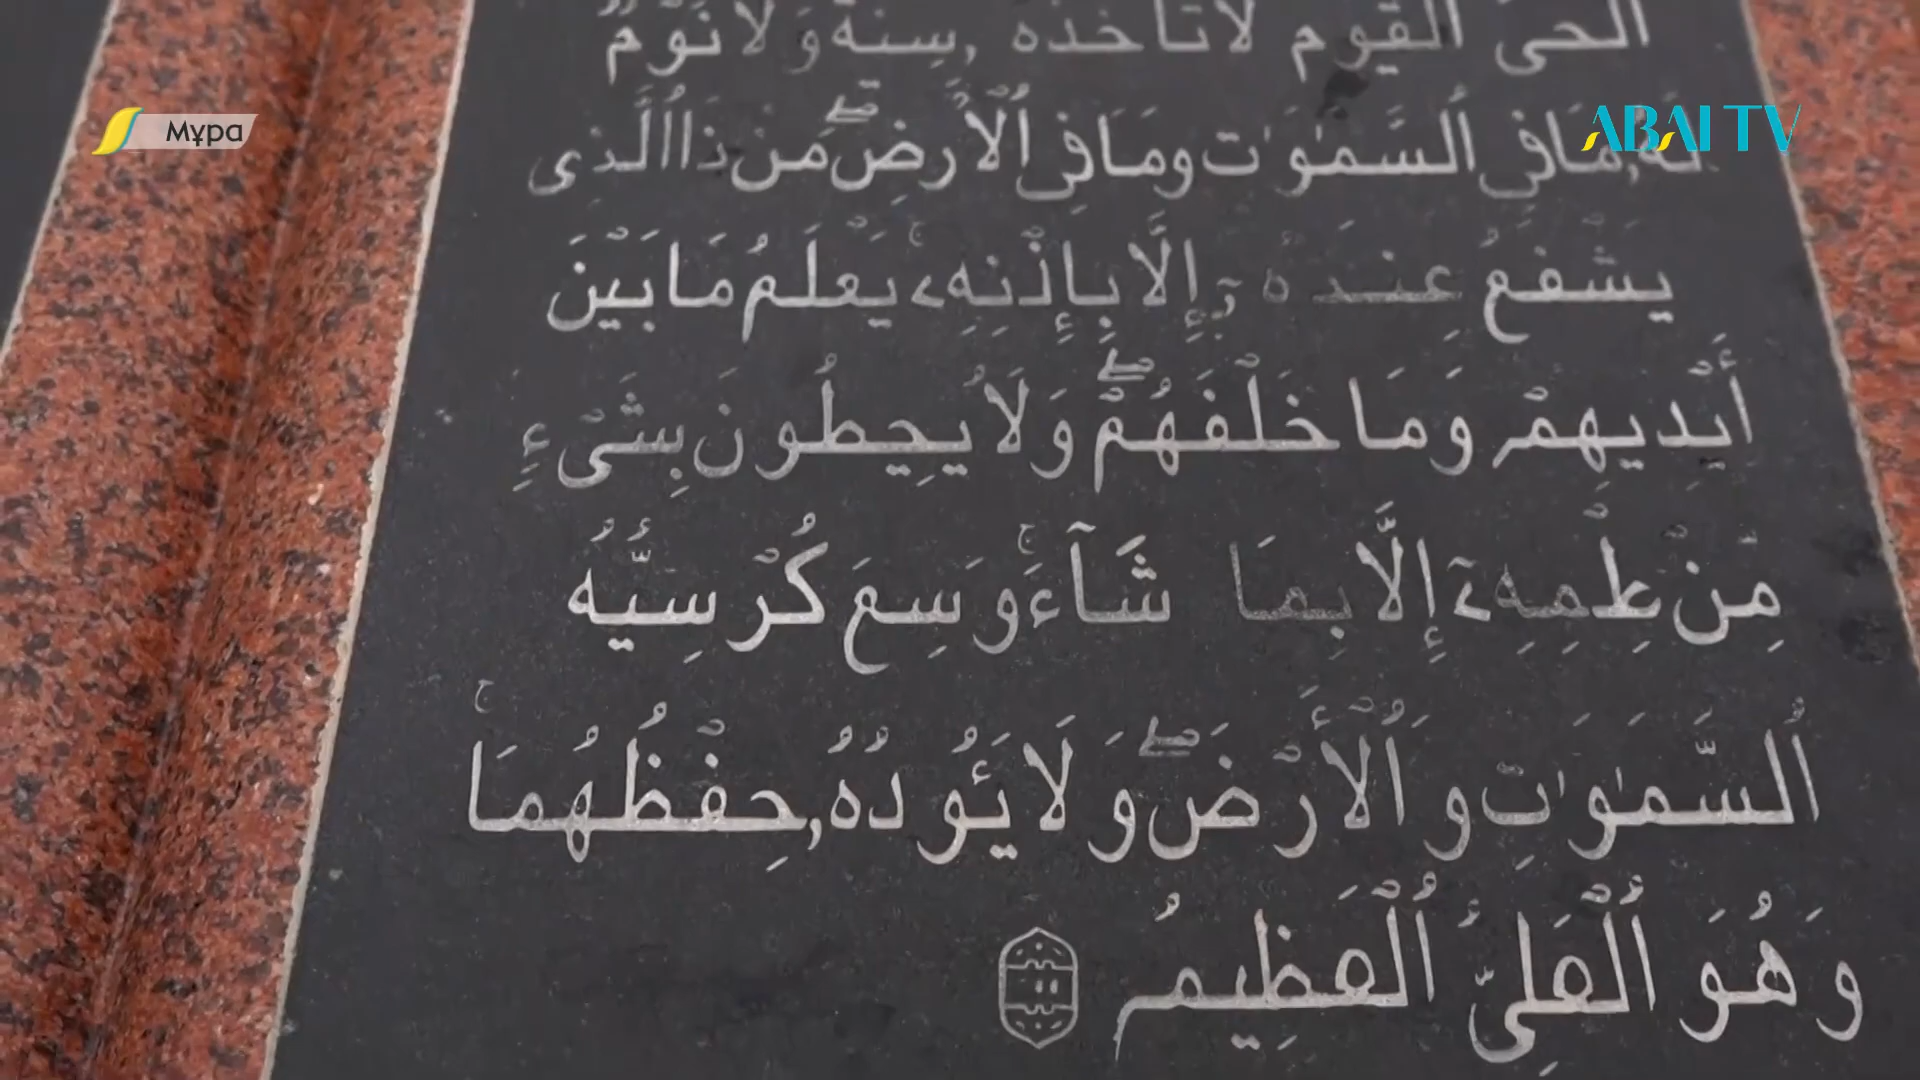 الحى القيوم لا تأخذه سنة ولا نوم
له ما فى السموت وما فى الأرض من ذا الذى
يشفع عنده إلا بإذنه يعلم ما بين
أيديهم وما خلفهم ولا يحيطون بشىء
من علمه إلا بما شاء وسع كرسيه
السموت والأرض ولا يئوده حفظهما
وهو العلى العظيم
Мұра
ABAI TV